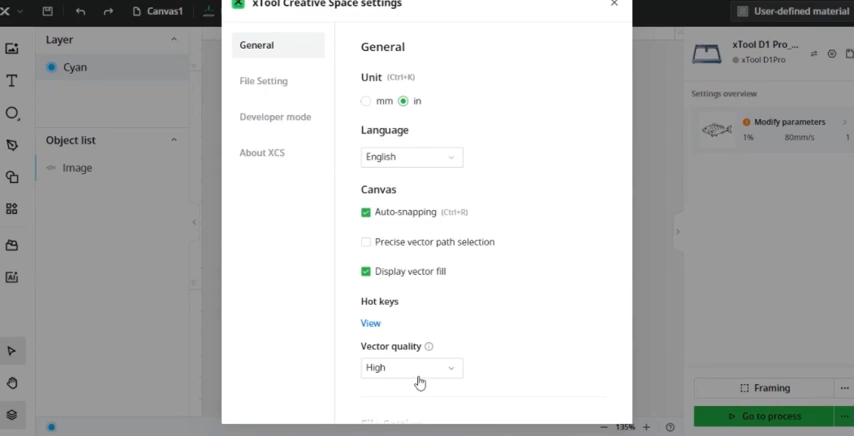 Canvas1
xTool Creative Space settings
User-defined material
Layer
Cyan
Object list
Image
General
File Setting
Developer mode
About XCS
General
Unit (Ctrl+K)
mm in
Language
English
Canvas
Auto-snapping (Ctrl+R)
Precise vector path selection
Display vector fill
Hot keys
View
Vector quality
High
xTool D1 Pro_...
xTool D1Pro
Settings overview
Modify parameters
1% 80mm/s 1
Framing
Go to process
135%